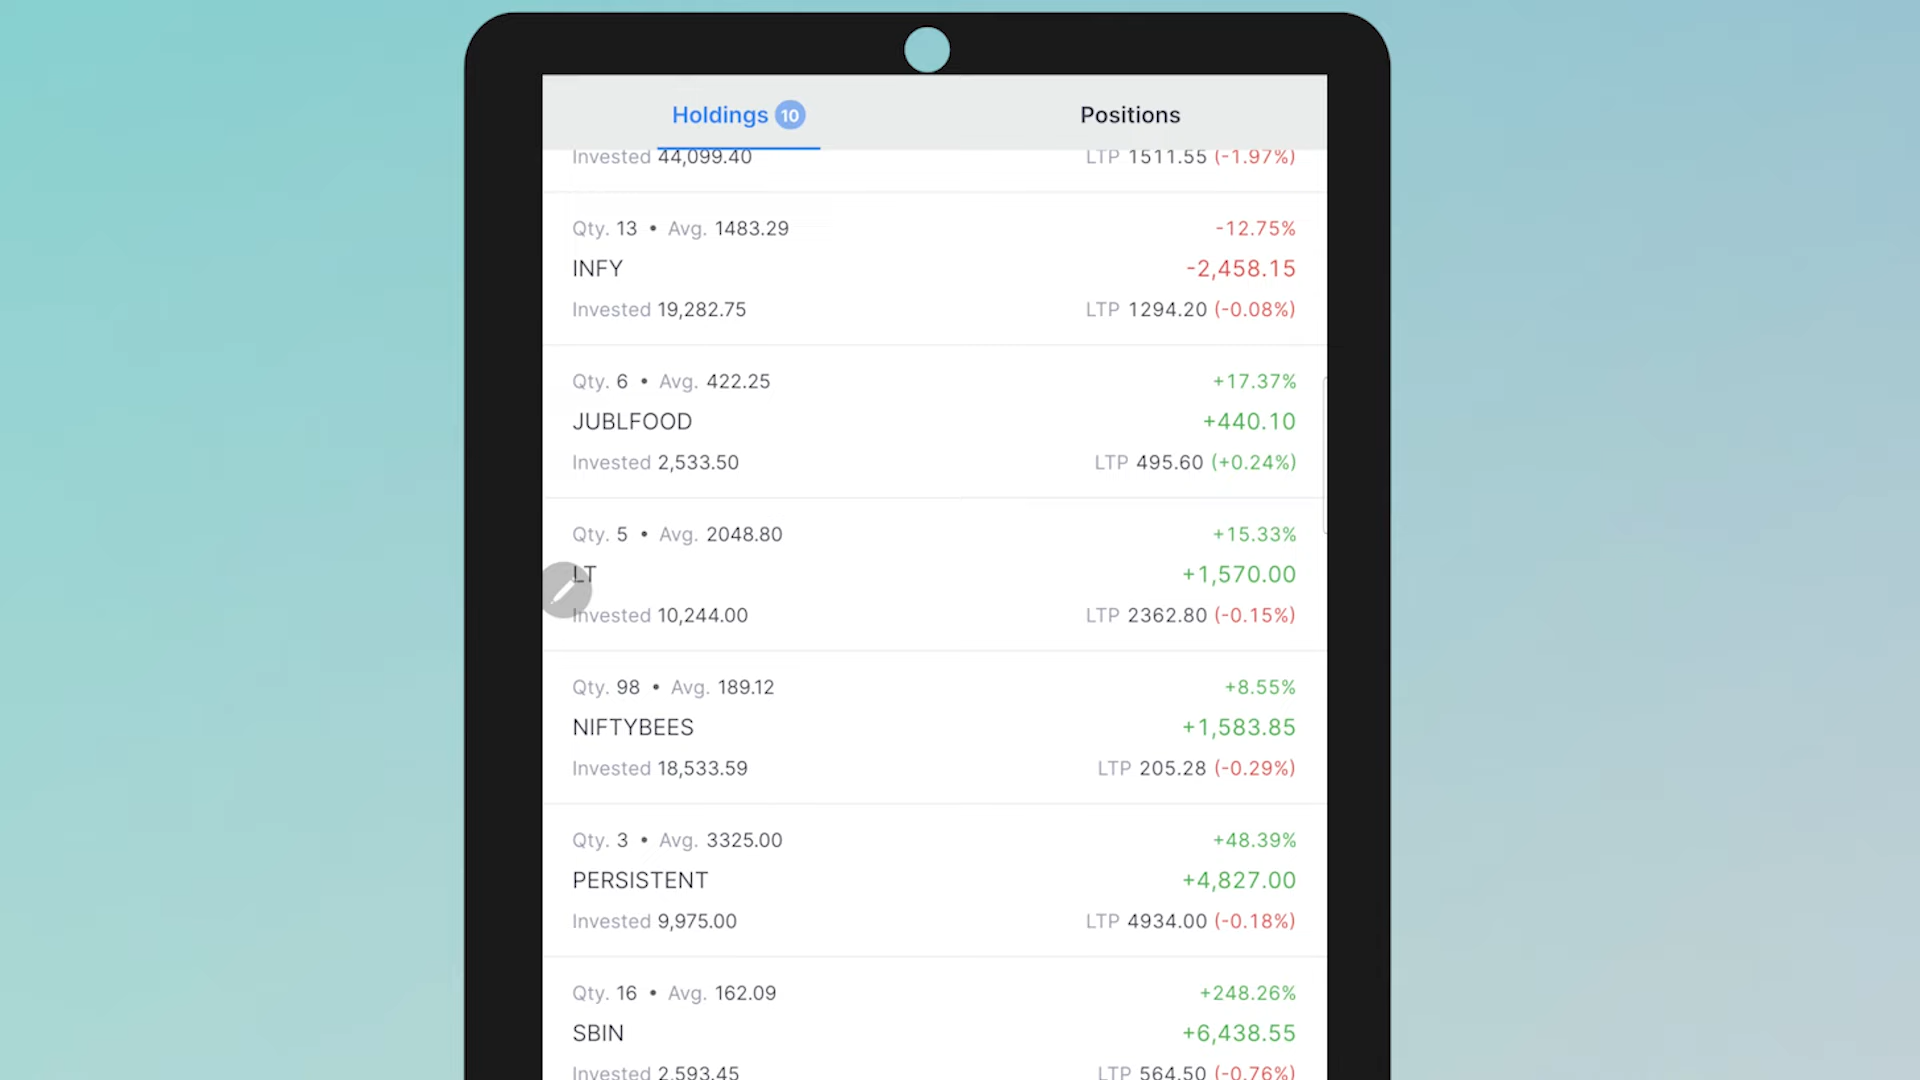 Holdings 10 Positions
Invested 44,099.40 LTP 1511.55 (-1.97%)
Qty. 13 • Avg. 1483.29 -12.75%
INFY -2,458.15
Invested 19,282.75 LTP 1294.20 (-0.08%)
Qty. 6 • Avg. 422.25 +17.37%
JUBLFOOD +440.10
Invested 2,533.50 LTP 495.60 (+0.24%)
Qty. 5 • Avg. 2048.80 +15.33%
LT +1,570.00
Invested 10,244.00 LTP 2362.80 (-0.15%)
Qty. 98 • Avg. 189.12 +8.55%
NIFTYBEES +1,583.85
Invested 18,533.59 LTP 205.28 (-0.29%)
Qty. 3 • Avg. 3325.00 +48.39%
PERSISTENT +4,827.00
Invested 9,975.00 LTP 4934.00 (-0.18%)
Qty. 16 • Avg. 162.09 +248.26%
SBIN +6,438.55
Invested 2,593.45 LTP 564.50 (-0.76%)